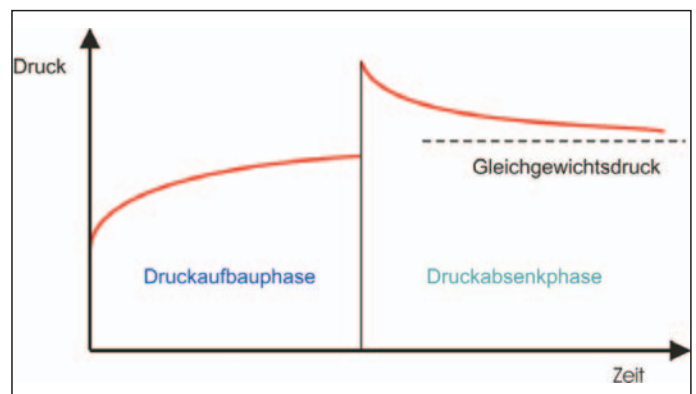 Druck
Gleichgewichtsdruck
Druckaufbauphase
Druckabsenkphase
Zeit